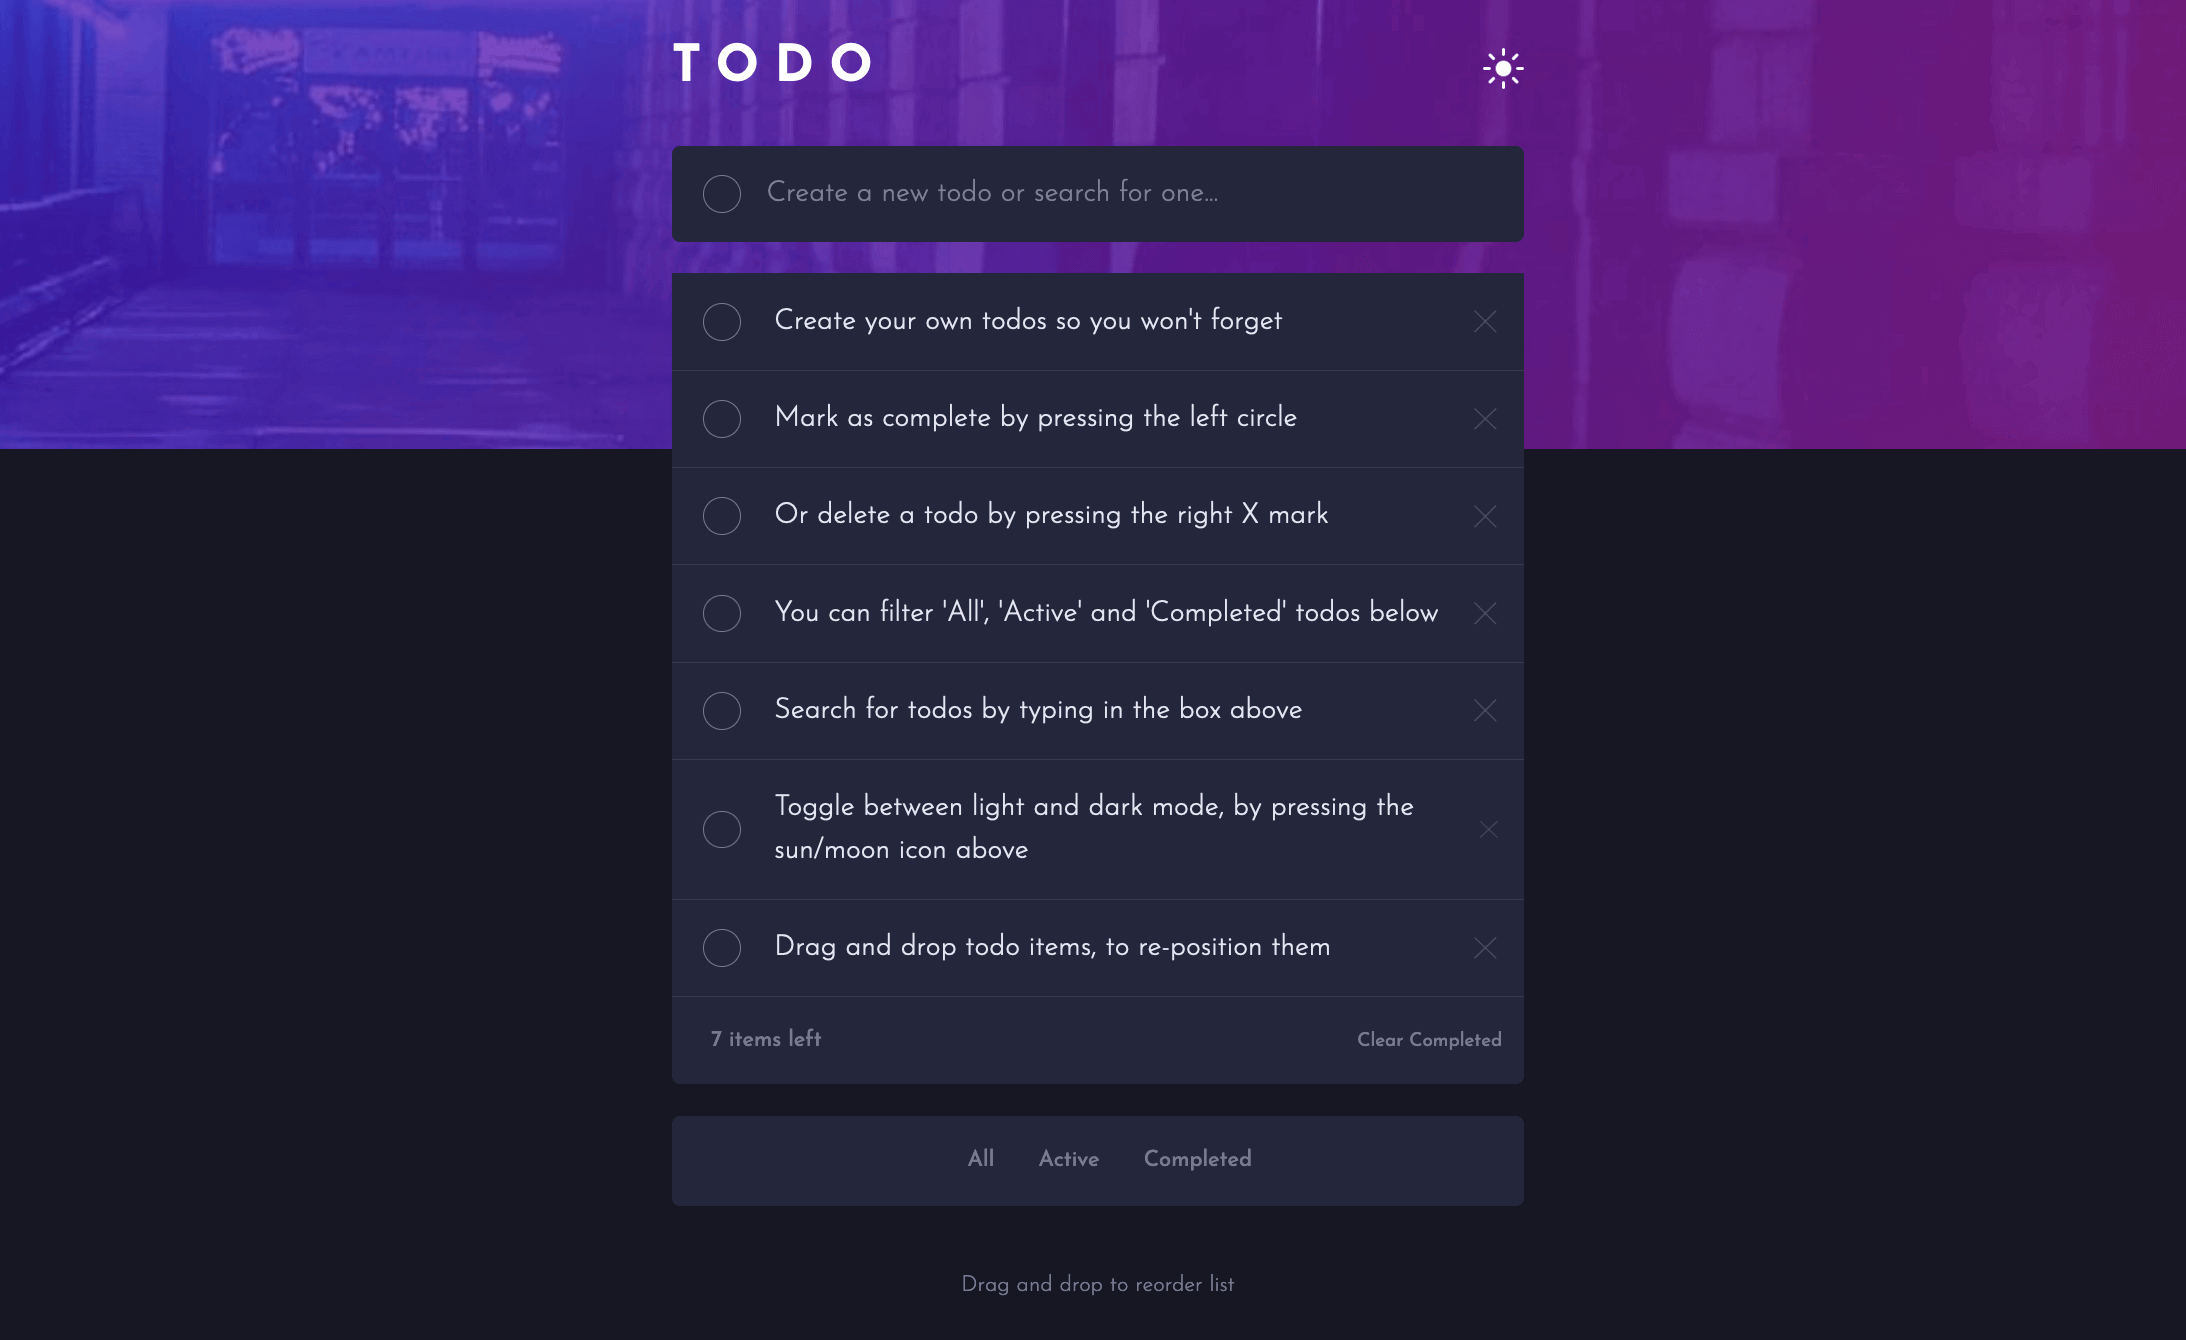 TODO
Create a new todo or search for one...
Create your own todos so you won't forget
Mark as complete by pressing the left circle
Or delete a todo by pressing the right X mark
You can filter 'All', 'Active' and 'Completed' todos below
Search for todos by typing in the box above
Toggle between light and dark mode, by pressing the
sun/moon icon above
Drag and drop todo items, to re-position them
7 items left
Clear Completed
All
Active
Completed
Drag and drop to reorder list